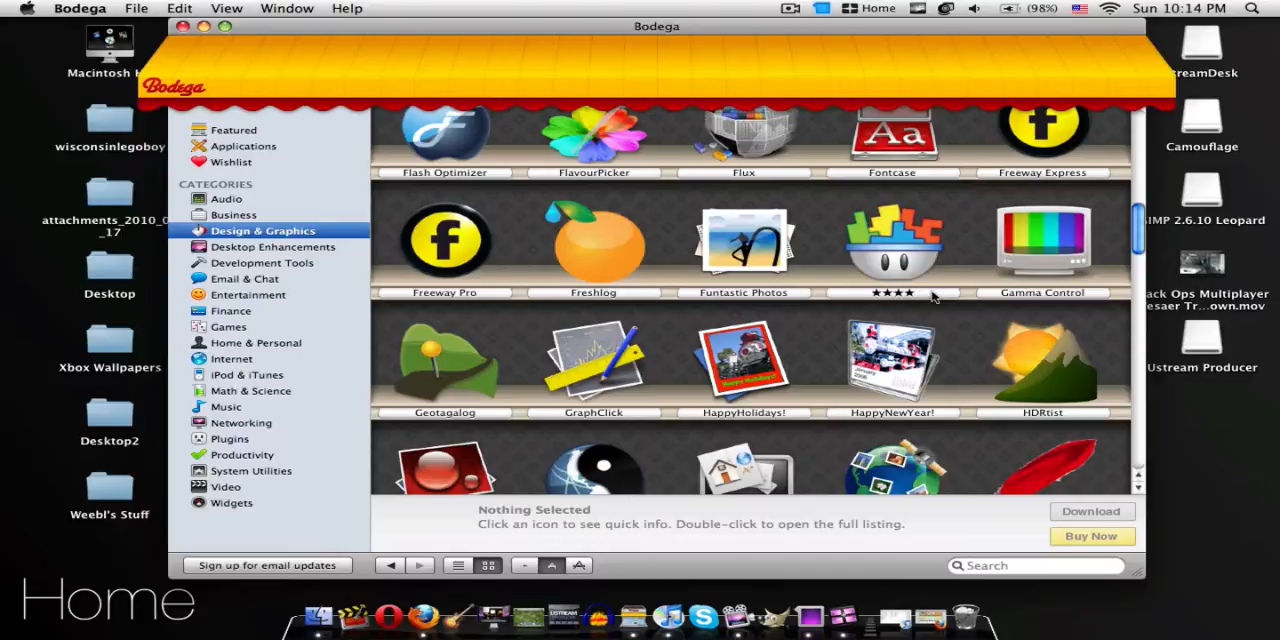 Bodega File Edit View Window Help
Home (98%) Sun 10:14 PM
Bodega
Bodega
Macintosh
wisconsinlegoboy
attachments_2010_0
_17
Desktop
Xbox Wallpapers
Desktop2
Weebl's Stuff
Featured
Applications
Wishlist
CATEGORIES
Audio
Business
Design & Graphics
Desktop Enhancements
Development Tools
Email & Chat
Entertainment
Finance
Games
Home & Personal
Internet
iPod & iTunes
Math & Science
Music
Networking
Plugins
Productivity
System Utilities
Video
Widgets
Aa
f
Flash Optimizer FlavourPicker Flux Fontcase Freeway Express
f
Freeway Pro Freshlog Funtastic Photos ★★★★ Gamma Control
Happy Holidays!
January
2006
Geotagalog GraphClick HappyHolidays! HappyNewYear! HDRtist
Nothing Selected
Click an icon to see quick info. Double-click to open the full listing.
Download
Buy Now
Sign up for email updates
Search
reamDesk
Camouflage
IMP 2.6.10 Leopard
ack Ops Multiplayer
esaer Tr...own.mov
Ustream Producer
Home
USTREAM